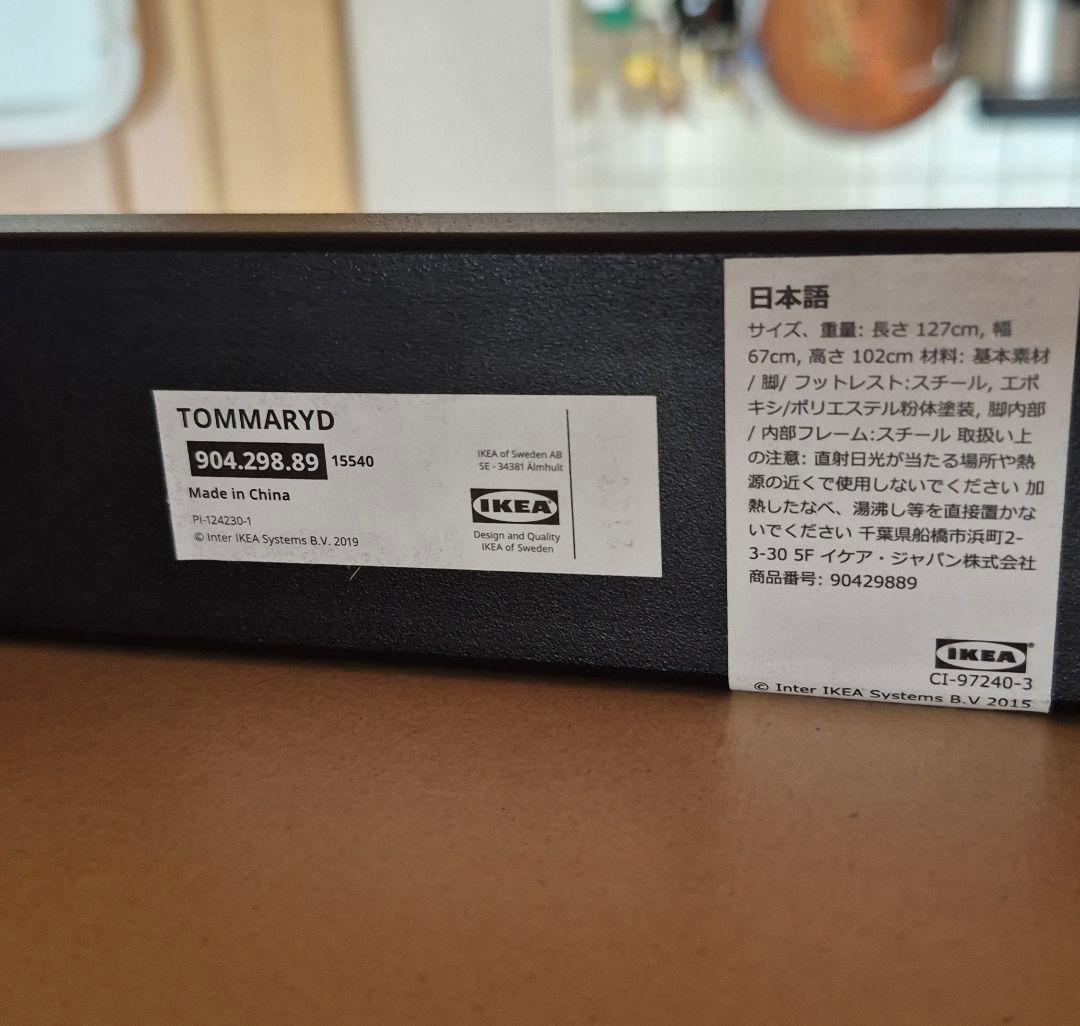 TOMMARYD
904.298.89 15540
Made in China
PI-124230-1
© Inter IKEA Systems B.V. 2019
IKEA of Sweden AB
SE - 34381 Älmhult
IKEA®
Design and Quality
IKEA of Sweden
日本語
サイズ、重量: 長さ 127cm, 幅
67cm, 高さ 102cm 材料: 基本素材
/ 脚/ フットレスト:スチール, エポ
キシ/ポリエステル粉体塗装, 脚内部
/ 内部フレーム:スチール 取扱い上
の注意: 直射日光が当たる場所や熱
源の近くで使用しないでください 加
熱したなべ、湯沸し等を直接置かな
いでください 千葉県船橋市浜町2-
3-30 5F イケア・ジャパン株式会社
商品番号: 90429889
IKEA®
CI-97240-3
© Inter IKEA Systems B.V 2015